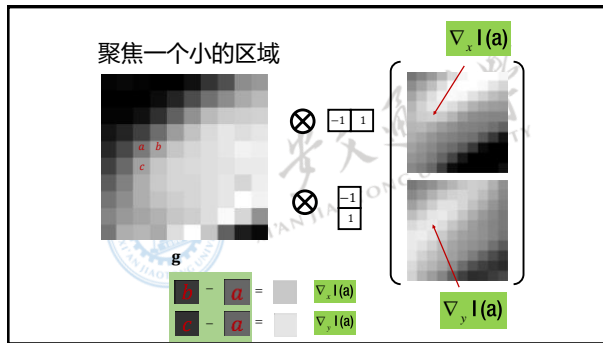 ∇ₓ I(a)
聚焦一个小的区域
⊗ -1 1
a b
c
⊗ -1
1
g
b - a = ∇ₓ I(a)
c - a = ∇ᵧ I(a)
∇ᵧ I(a)